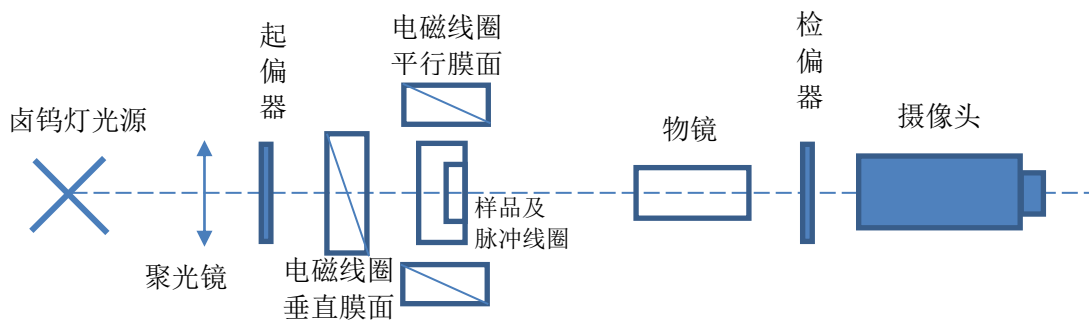 卤钨灯光源
聚光镜
起
偏
器
电磁线圈
垂直膜面
电磁线圈
平行膜面
样品及
脉冲线圈
物镜
检
偏
器
摄像头